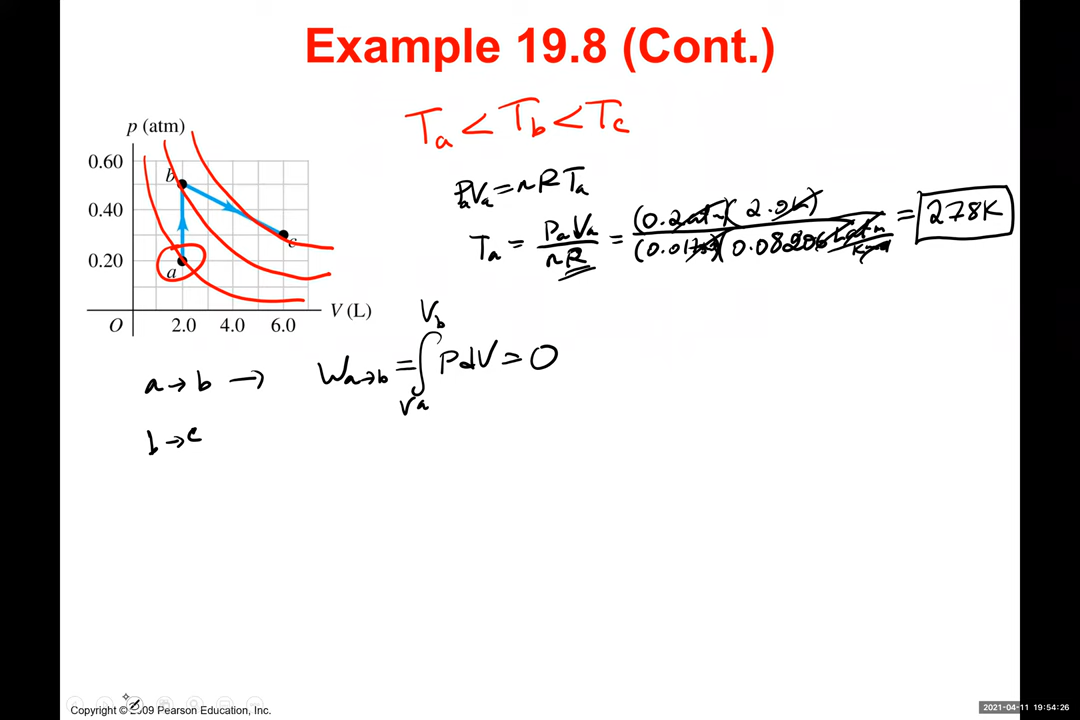 Example 19.8 (Cont.)
Ta < Tb < Tc
p (atm)
0.60
0.40
0.20
b
c
a
O
2.0 4.0 6.0
V (L)
PaVa = nRTa
Ta = PaVa / nR = (0.2 atm)(2.0L) / (0.0175)(0.08206 L atm / K mol) = 278K
a → b → Wa→b = ∫ Va Vb PdV = 0
b → c
Copyright © 2009 Pearson Education, Inc.
2021-04-11 19:54:26